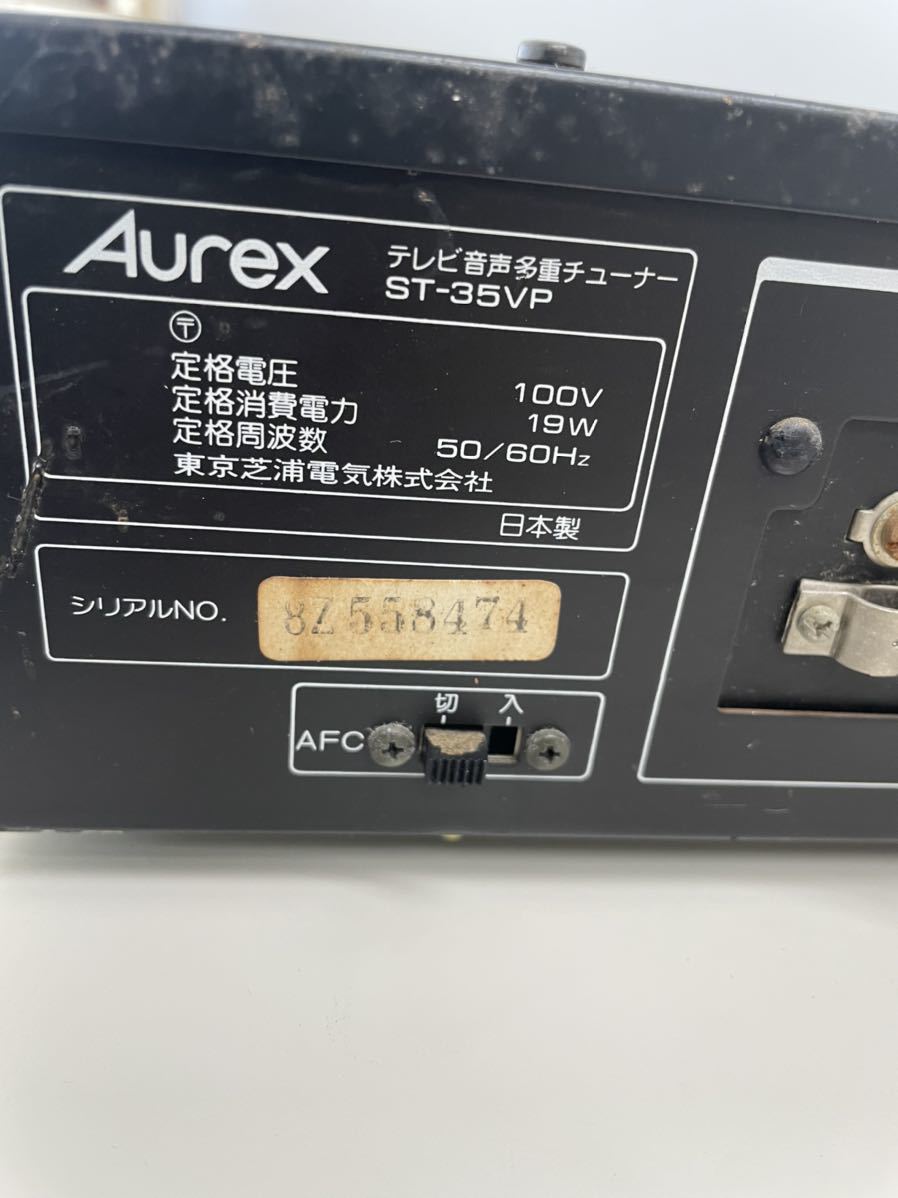 Aurex
テレビ音声多重チューナー
ST-35VP
〒
定格電圧 100V
定格消費電力 19W
定格周波数 50/60Hz
東京芝浦電気株式会社
日本製
シリアルNO. 8Z558474
切 入
AFC